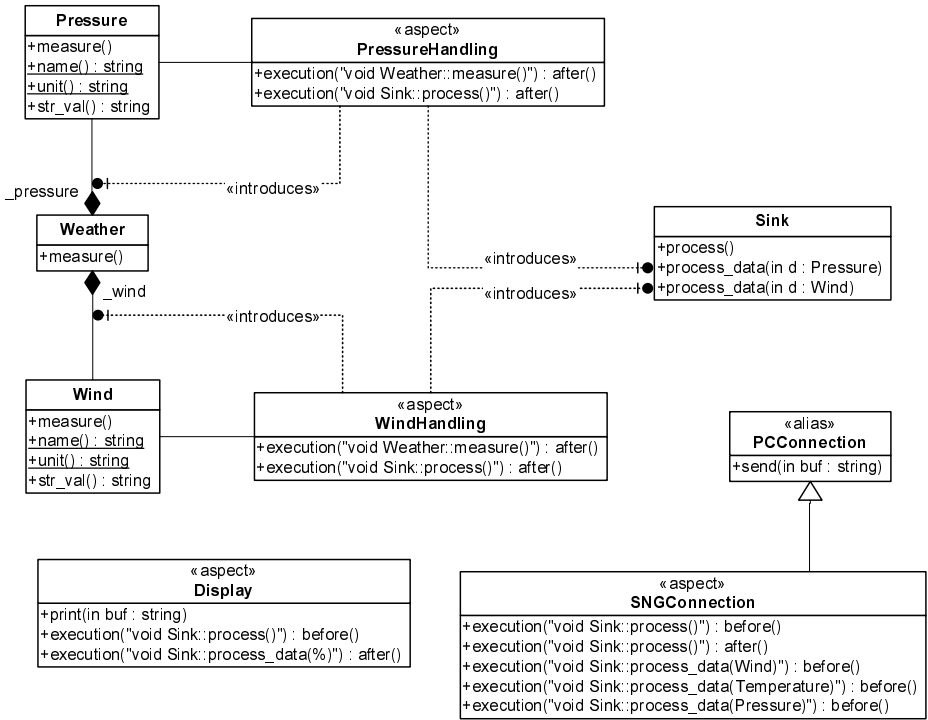 Pressure
+measure()
+name() : string
+unit() : string
+str_val() : string
«aspect»
PressureHandling
+execution("void Weather::measure()") : after()
+execution("void Sink::process()") : after()
_pressure
«introduces»
Weather
+measure()
_wind
«introduces»
Sink
+process()
+process_data(in d : Pressure)
+process_data(in d : Wind)
«introduces»
«introduces»
Wind
+measure()
+name() : string
+unit() : string
+str_val() : string
«aspect»
WindHandling
+execution("void Weather::measure()") : after()
+execution("void Sink::process()") : after()
«alias»
PCConnection
+send(in buf : string)
«aspect»
Display
+print(in buf : string)
+execution("void Sink::process()") : before()
+execution("void Sink::process_data(%)") : after()
«aspect»
SNGConnection
+execution("void Sink::process()") : before()
+execution("void Sink::process()") : after()
+execution("void Sink::process_data(Wind)") : before()
+execution("void Sink::process_data(Temperature)") : before()
+execution("void Sink::process_data(Pressure)") : before()